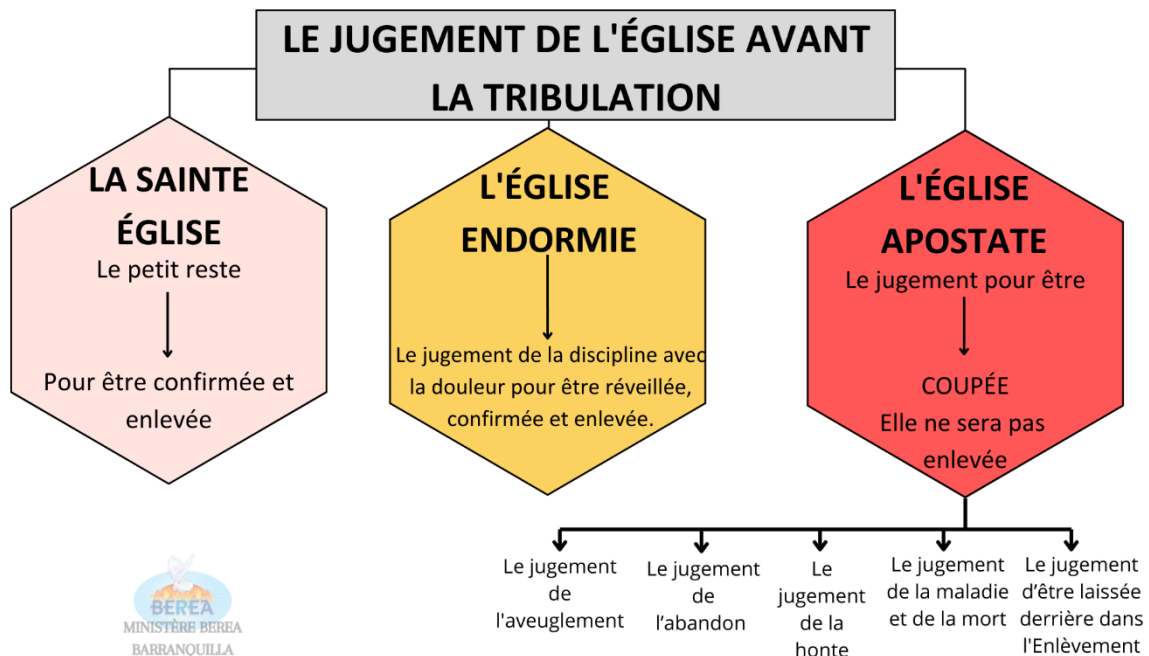 LE JUGEMENT DE L'ÉGLISE AVANT
LA TRIBULATION
LA SAINTE
ÉGLISE
Le petit reste
Pour être confirmée et
enlevée
L'ÉGLISE
ENDORMIE
Le jugement de la discipline avec
la douleur pour être réveillée,
confirmée et enlevée.
L'ÉGLISE
APOSTATE
Le jugement pour être
COUPÉE
Elle ne sera pas
enlevée
Le jugement
de
l'aveuglement
Le jugement
de
l’abandon
Le
jugement
de la
honte
Le jugement
de la maladie
et de la mort
Le jugement
d’être laissée
derrière dans
l'Enlèvement
BEREA
MINISTÈRE BEREA
BARRANQUILLA